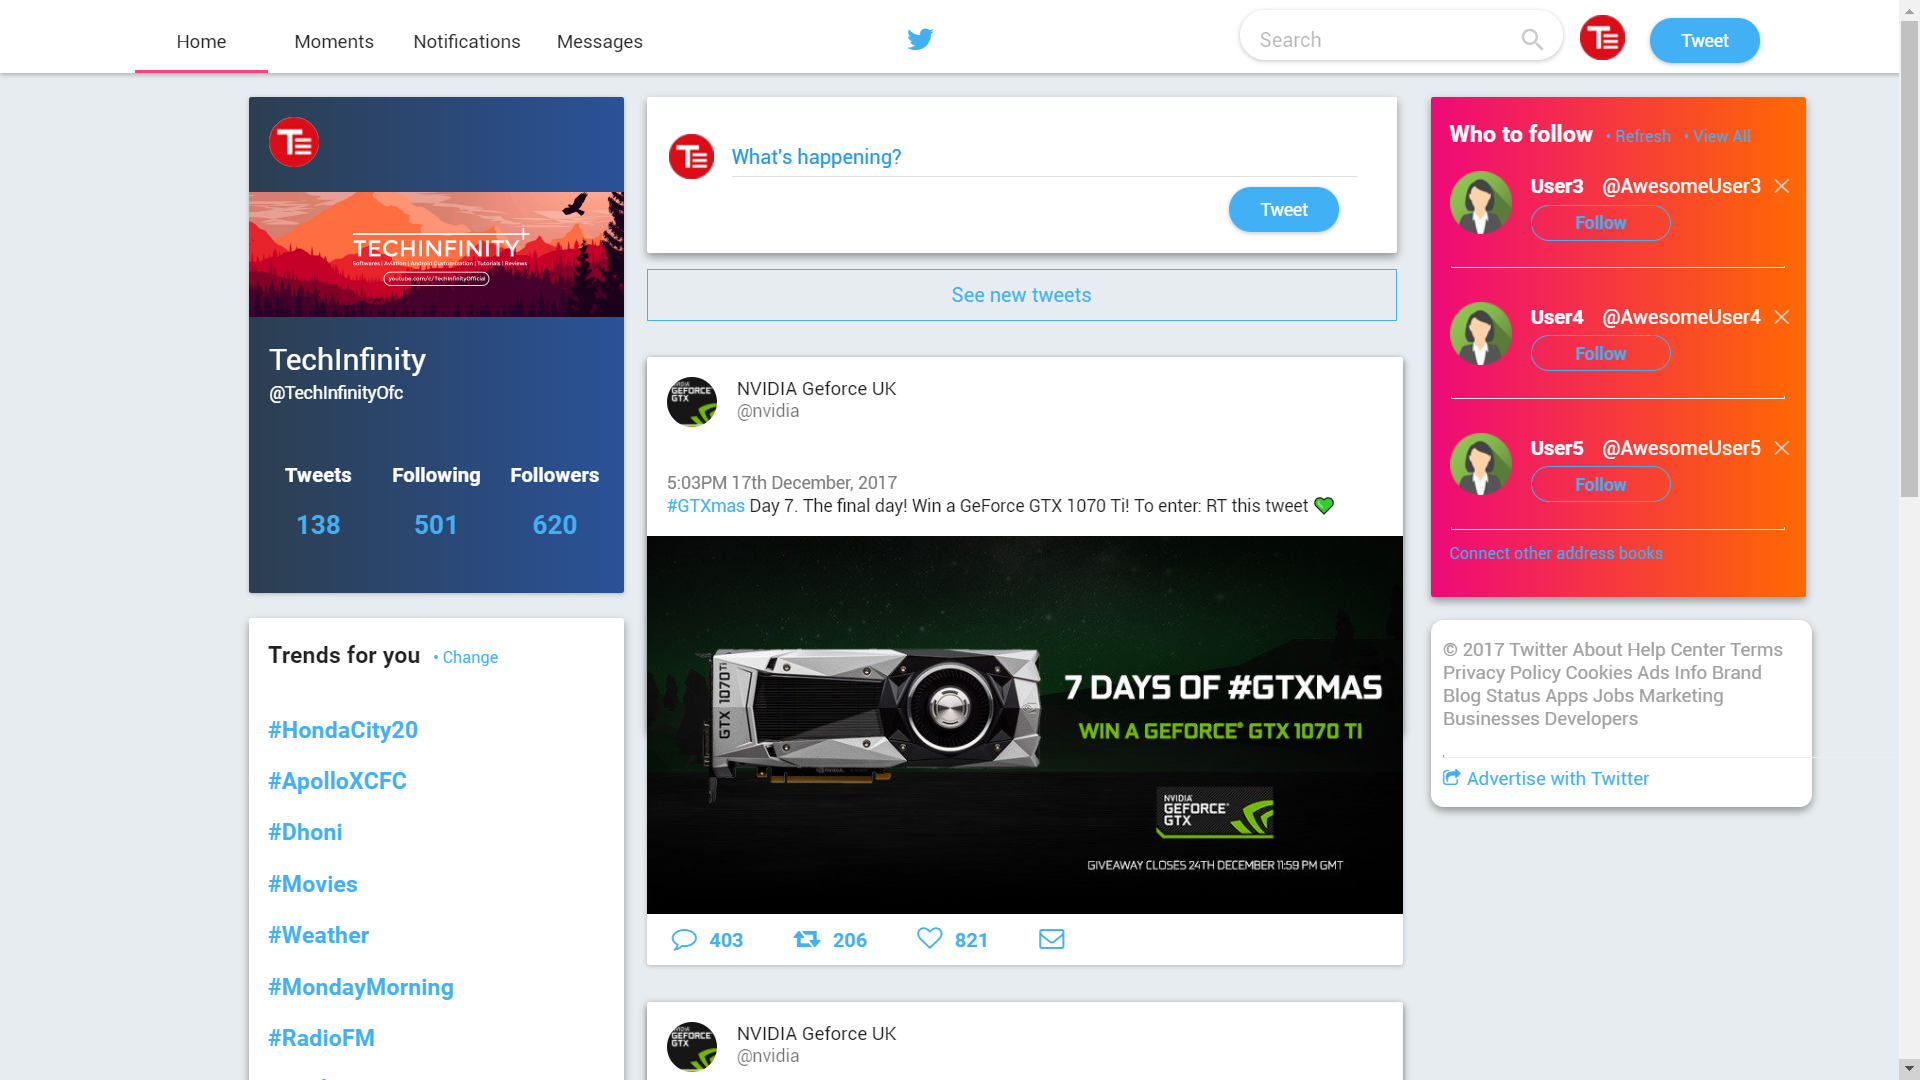 Home Moments Notifications Messages Search Tweet
TECHINFINITY
Softwares | Aviation | Android Customization | Tutorials | Reviews
youtube.com/c/TechInfinityOfficial
TechInfinity
@TechInfinityOfc
Tweets Following Followers
138 501 620
Trends for you • Change
#HondaCity20
#ApolloXCFC
#Dhoni
#Movies
#Weather
#MondayMorning
#RadioFM
What's happening?
Tweet
See new tweets
GEFORCE
GTX
NVIDIA Geforce UK
@nvidia
5:03PM 17th December, 2017
#GTXmas Day 7. The final day! Win a GeForce GTX 1070 Ti! To enter: RT this tweet 💚
GTX 1070 Ti
7 DAYS OF #GTXMAS
WIN A GEFORCE® GTX 1070 TI
NVIDIA
GEFORCE
GTX
GIVEAWAY CLOSES 24TH DECEMBER 11:59 PM GMT
403 206 821
GEFORCE
GTX
NVIDIA Geforce UK
@nvidia
Who to follow • Refresh • View All
User3 @AwesomeUser3
Follow
User4 @AwesomeUser4
Follow
User5 @AwesomeUser5
Follow
Connect other address books
© 2017 Twitter About Help Center Terms
Privacy Policy Cookies Ads Info Brand
Blog Status Apps Jobs Marketing
Businesses Developers
Advertise with Twitter